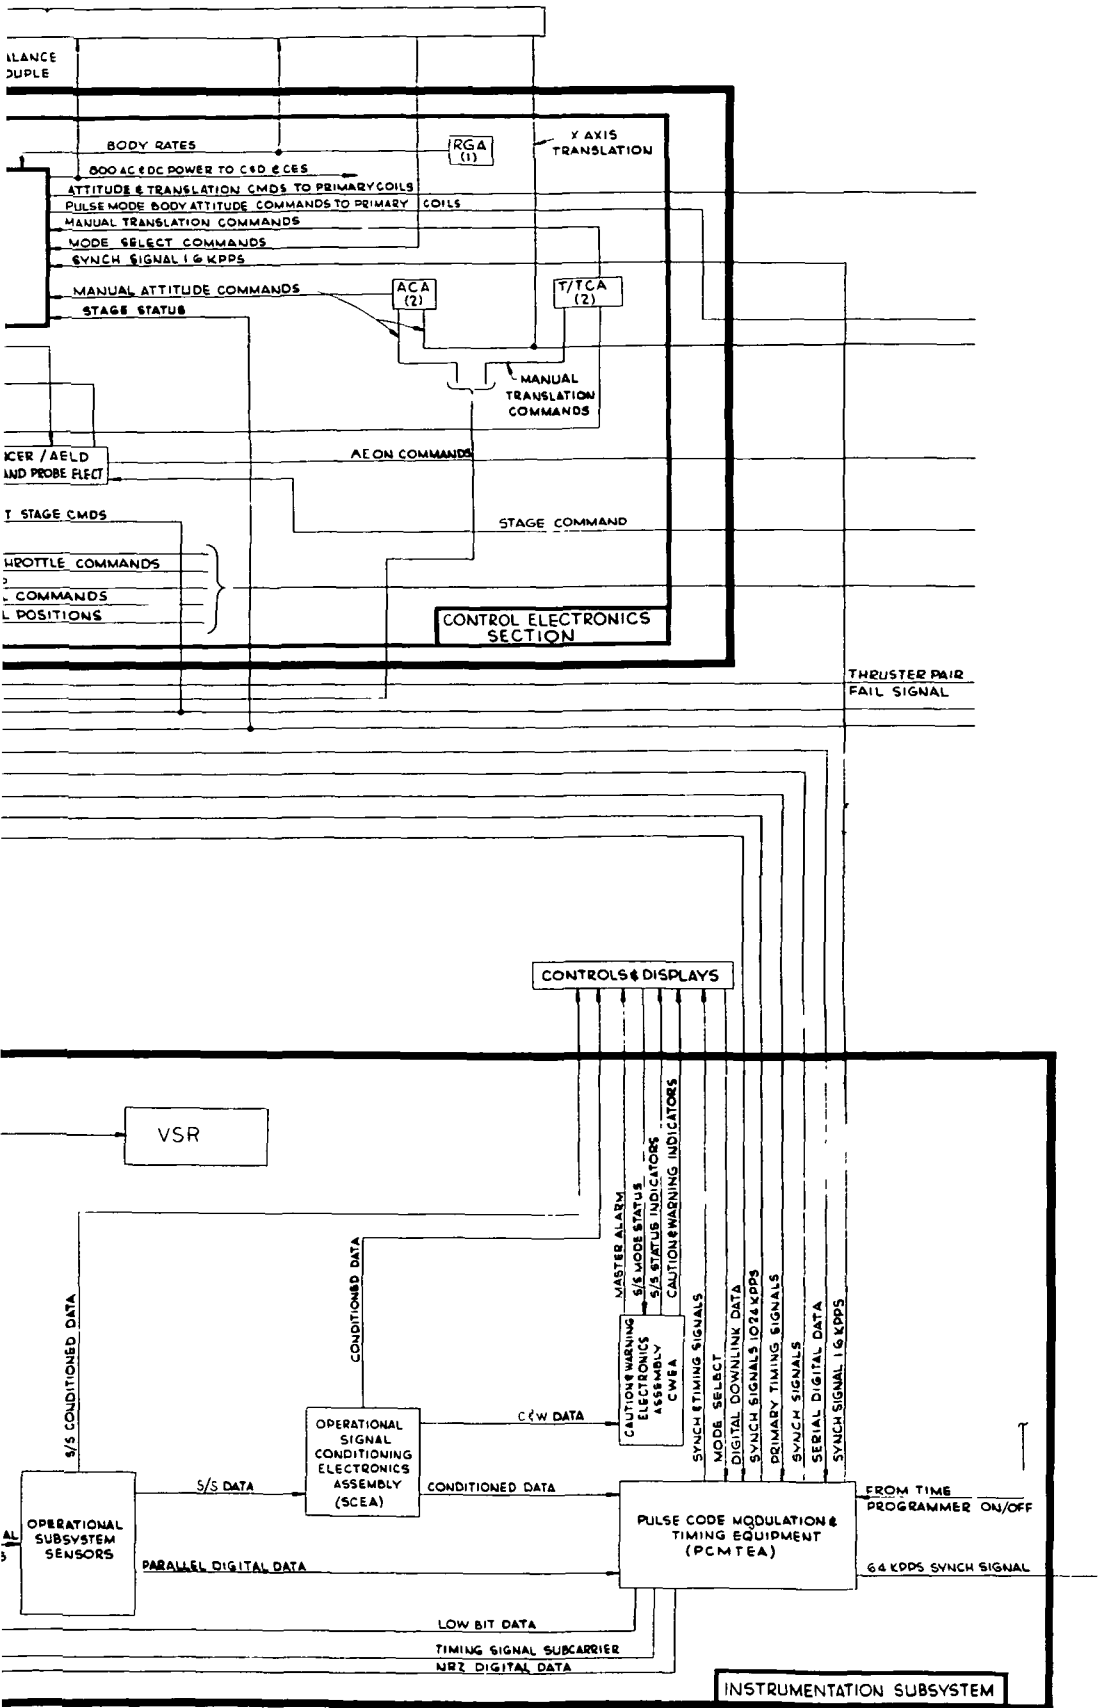 BODY RATES
RGA
(1)
X AXIS
TRANSLATION
800 AC & DC POWER TO C&D & CES
ATTITUDE & TRANSLATION CMDS TO PRIMARY COILS
PULSE MODE BODY ATTITUDE COMMANDS TO PRIMARY COILS
MANUAL TRANSLATION COMMANDS
MODE SELECT COMMANDS
SYNCH SIGNAL 1 6 KPPS
MANUAL ATTITUDE COMMANDS
STAGE STATUS
ACA
(2)
T/TCA
(2)
MANUAL
TRANSLATION
COMMANDS
/ AELD
AND PROBE ELECT
AEON COMMANDS
STAGE CMDS
STAGE COMMAND
COMMANDS
COMMANDS
POSITIONS
CONTROL ELECTRONICS
SECTION
THRUSTER PAIR
FAIL SIGNAL
CONTROLS & DISPLAYS
VSR
MASTER ALARM
S/S MODE STATUS
S/S STATUS INDICATORS
CAUTION & WARNING INDICATORS
S/S CONDITIONED DATA
CONDITIONED DATA
CAUTION & WARNING
ELECTRONICS
ASSEMBLY
CWEA
SYNCH & TIMING SIGNALS
MODE SELECT
DIGITAL DOWNLINK DATA
SYNCH SIGNALS 1024 KPPS
PRIMARY TIMING SIGNALS
SYNCH SIGNALS
SERIAL DIGITAL DATA
SYNCH SIGNAL 1 6 KPPS
OPERATIONAL
SIGNAL
CONDITIONING
ELECTRONICS
ASSEMBLY
(SCEA)
C&W DATA
S/S DATA
CONDITIONED DATA
OPERATIONAL
SUBSYSTEM
SENSORS
PARALLEL DIGITAL DATA
PULSE CODE MODULATION &
TIMING EQUIPMENT
(PCMTEA)
FROM TIME
PROGRAMMER ON/OFF
64 KPPS SYNCH SIGNAL
LOW BIT DATA
TIMING SIGNAL SUBCARRIER
NRZ DIGITAL DATA
INSTRUMENTATION SUBSYSTEM